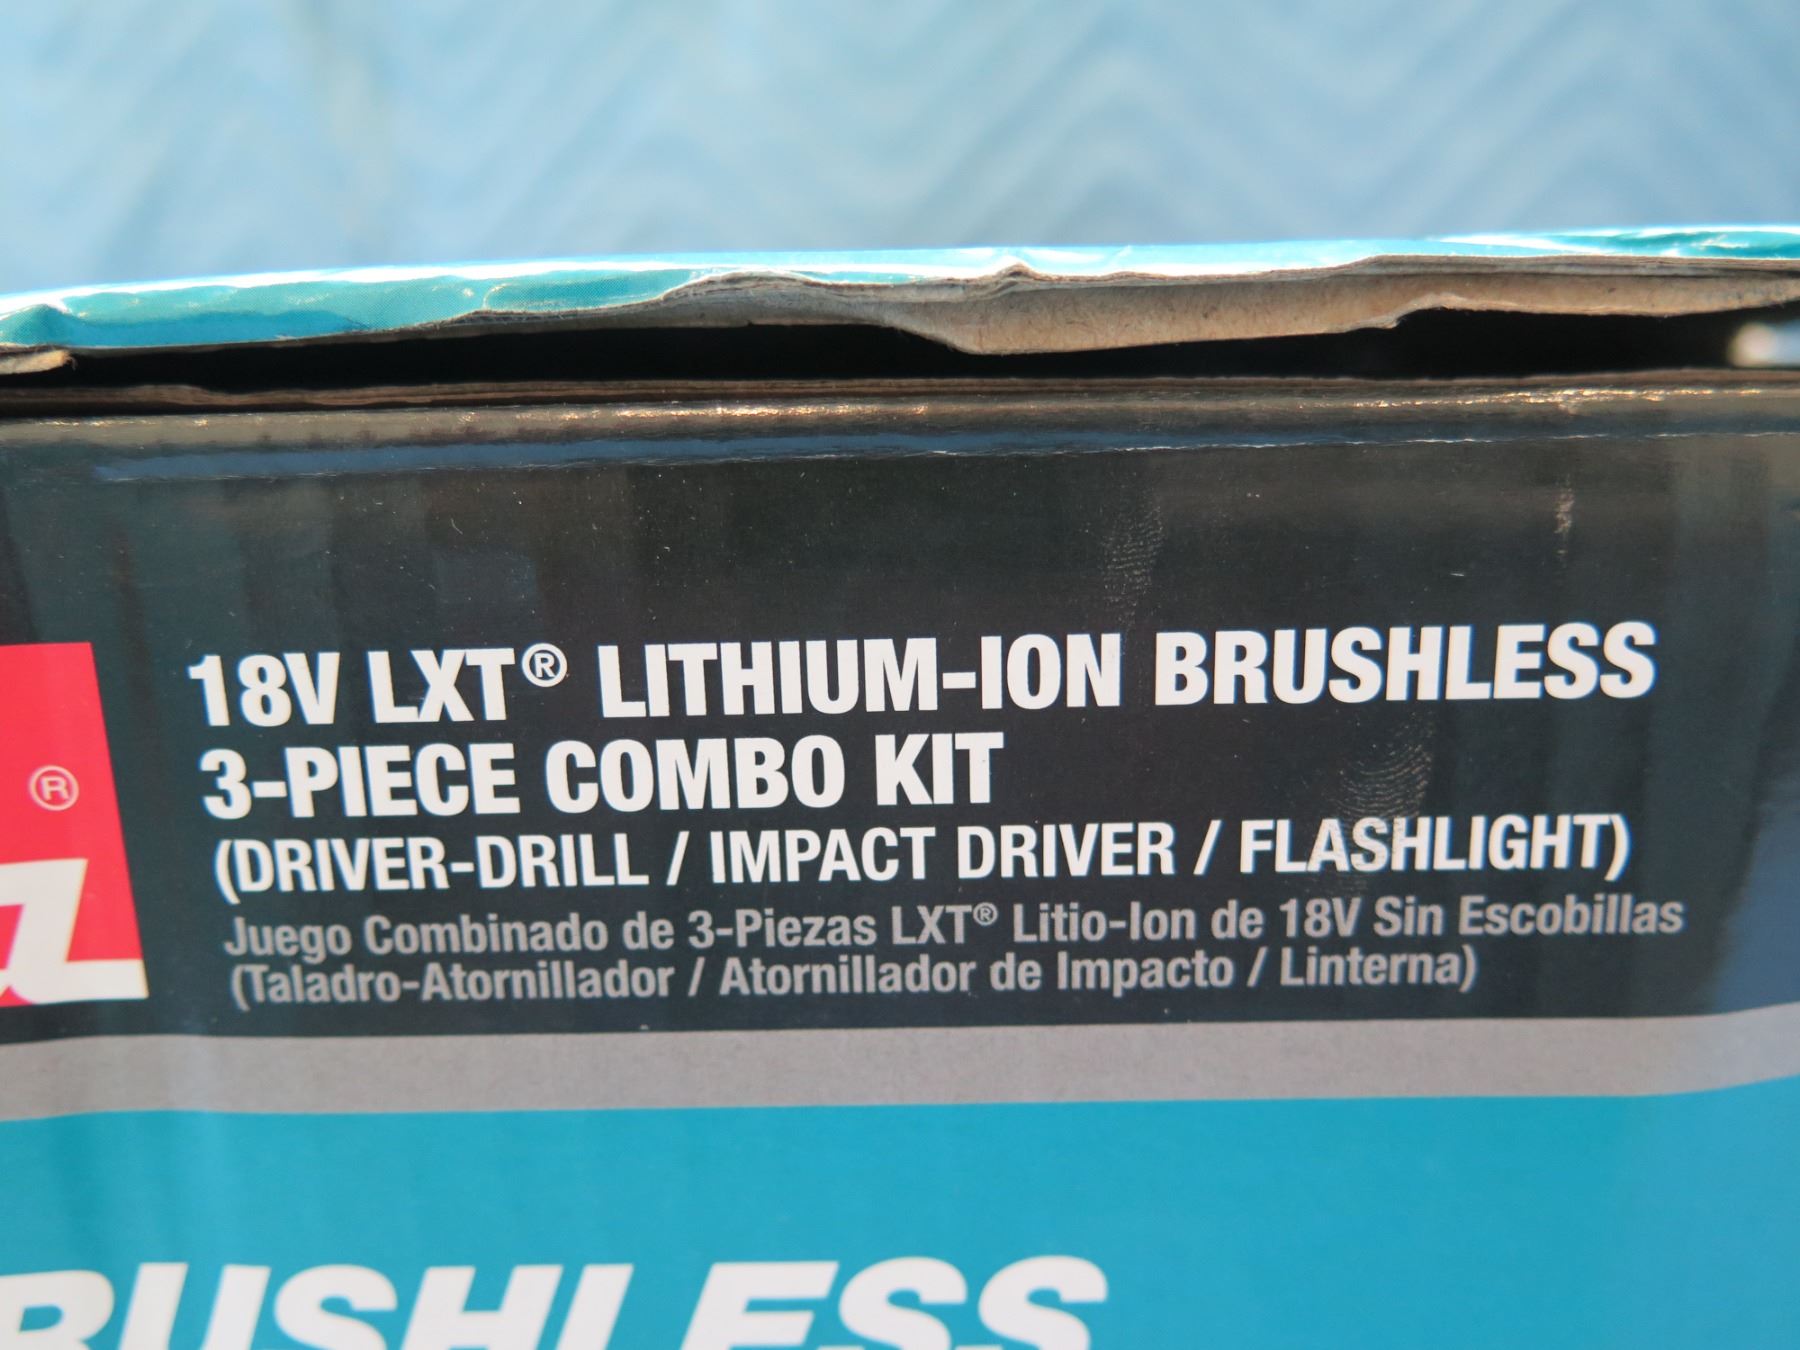 18V LXT® LITHIUM-ION BRUSHLESS
3-PIECE COMBO KIT
(DRIVER-DRILL / IMPACT DRIVER / FLASHLIGHT)
Juego Combinado de 3-Piezas LXT® Litio-Ion de 18V Sin Escobillas
(Taladro-Atornillador / Atornillador de Impacto / Linterna)
®
a
RUSHLESS